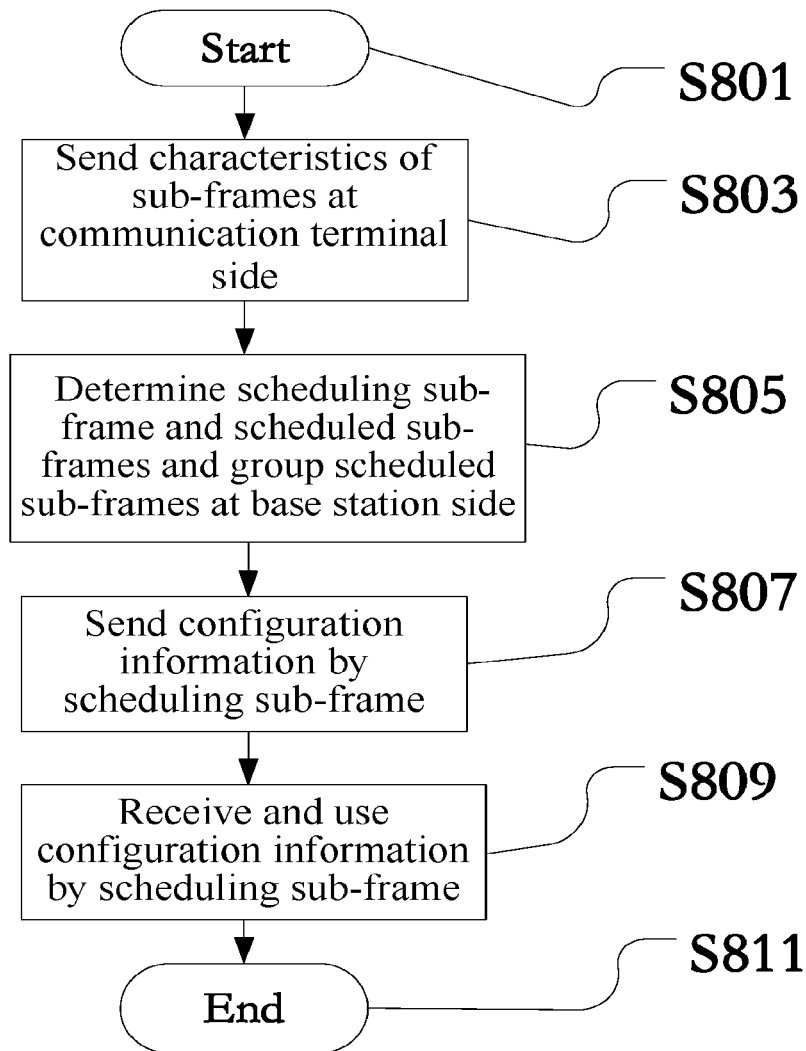 Start
S801
Send characteristics of
sub-frames at
communication terminal
side
S803
Determine scheduling sub-
frame and scheduled sub-
frames and group scheduled
sub-frames at base station side
S805
Send configuration
information by
scheduling sub-frame
S807
Receive and use
configuration information
by scheduling sub-frame
S809
End
S811